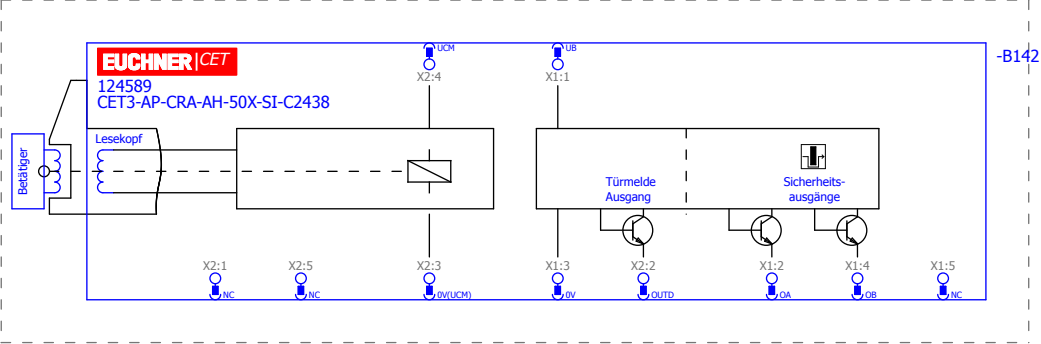 UCM
UB
-B142
EUCHNER CET
X2:4
X1:1
124589
CET3-AP-CRA-AH-50X-SI-C2438
Lesekopf
Betätiger
Türmelde
Ausgang
Sicherheits-
ausgänge
X2:1
X2:5
X2:3
X1:3
X2:2
X1:2
X1:4
X1:5
NC
NC
0V(UCM)
0V
OUTD
OA
OB
NC